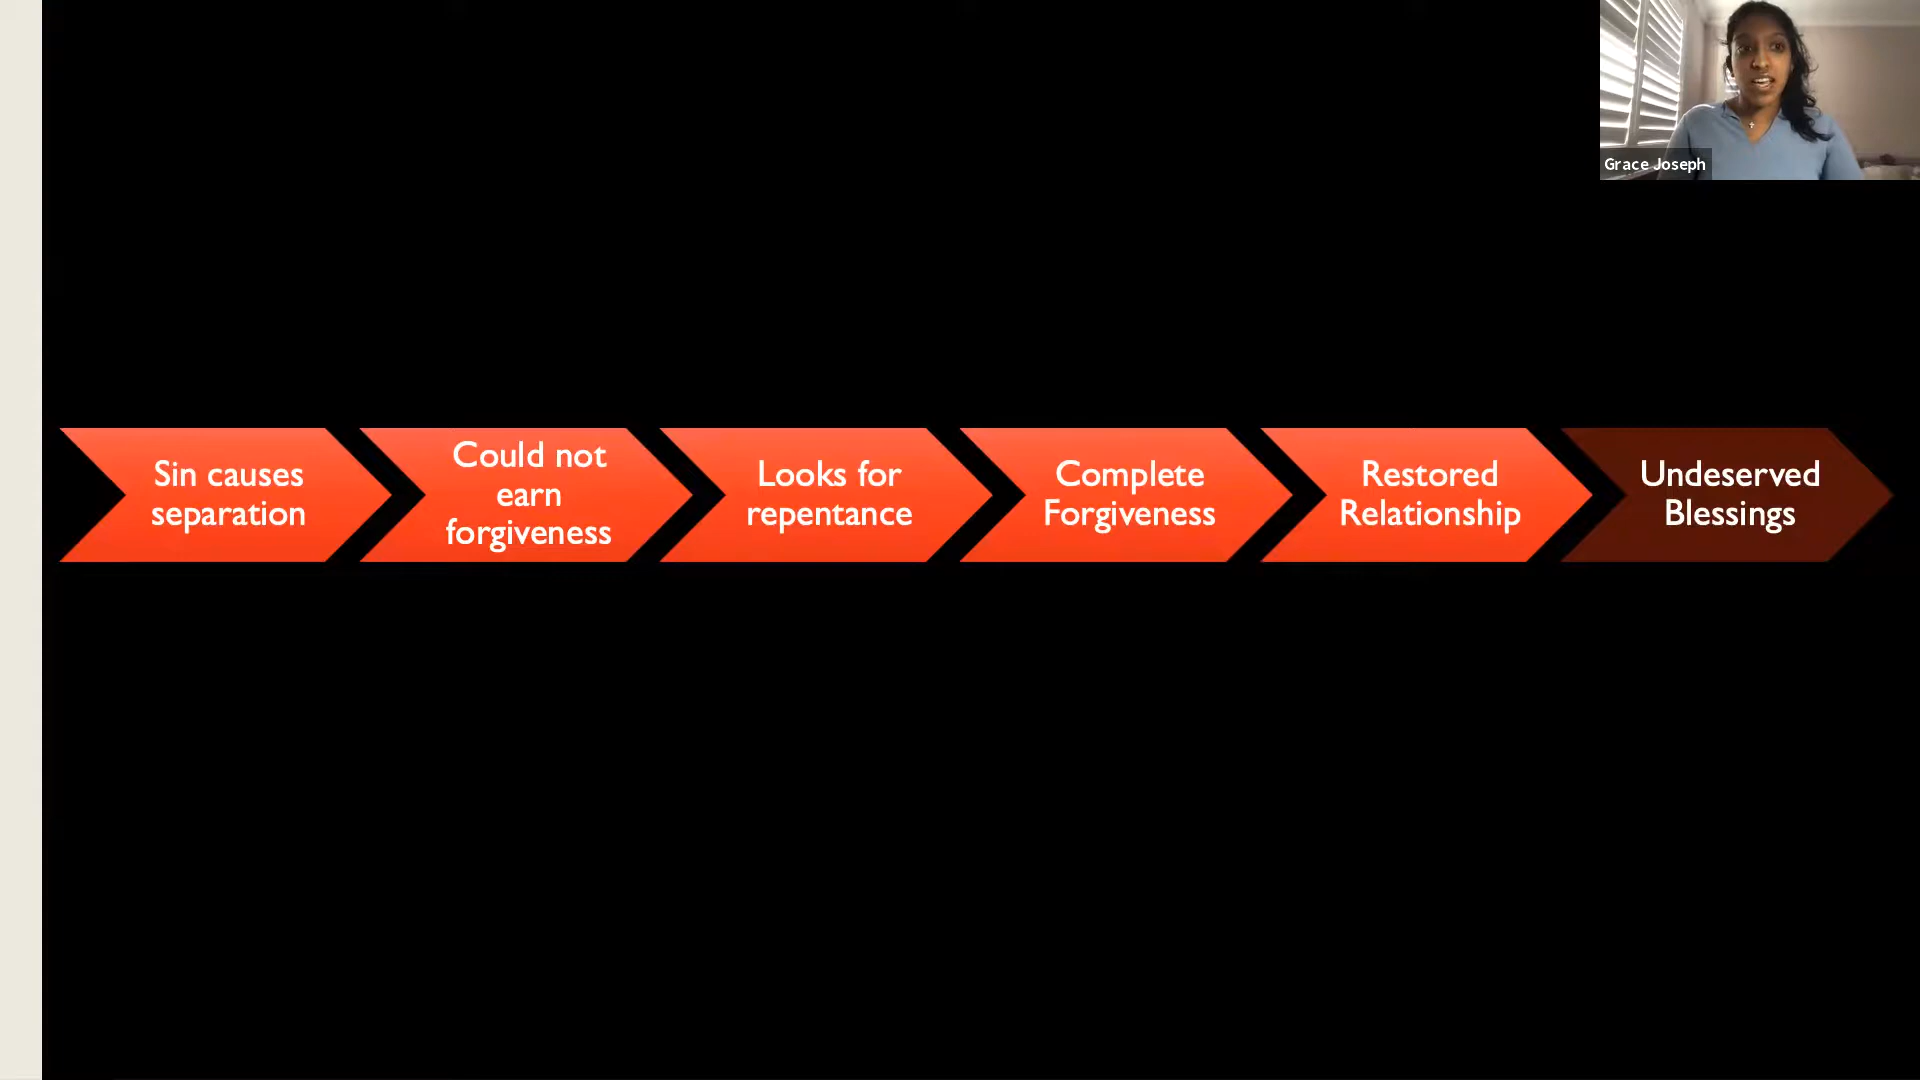 Grace Joseph
Sin causes
separation
Could not
earn
forgiveness
Looks for
repentance
Complete
Forgiveness
Restored
Relationship
Undeserved
Blessings